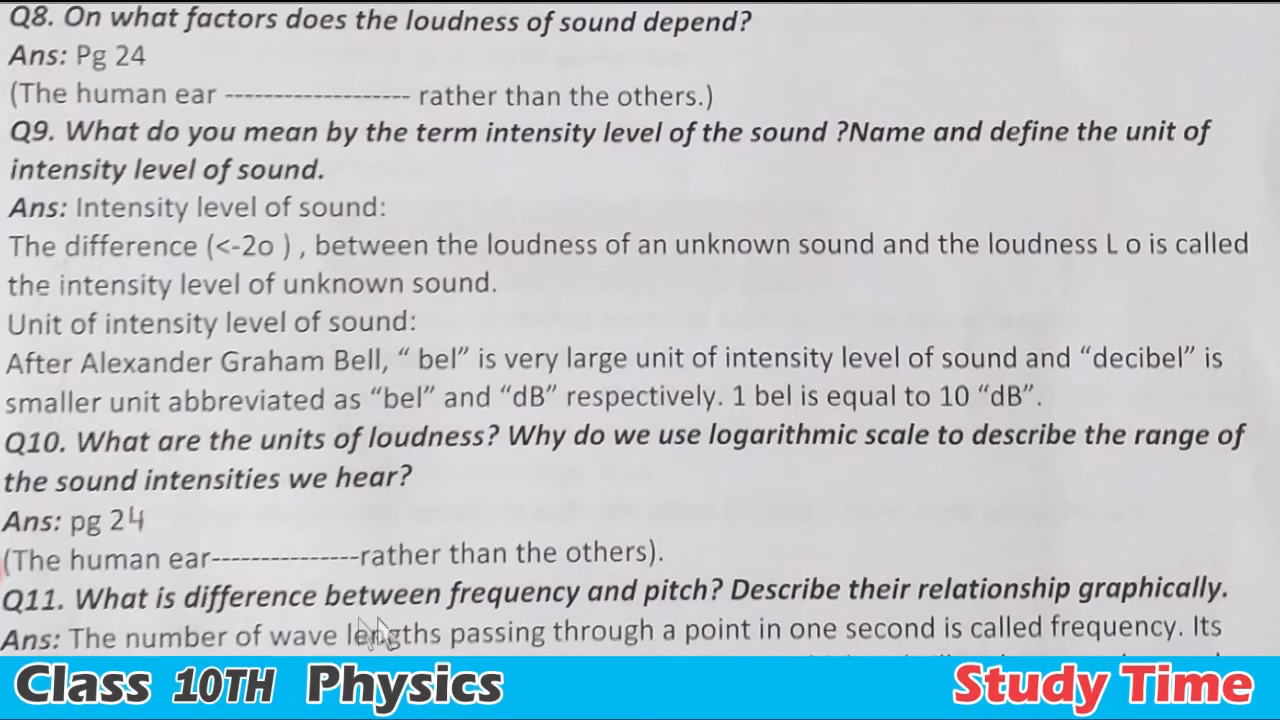 Q8. On what factors does the loudness of sound depend?
Ans: Pg 24
(The human ear ------------------- rather than the others.)
Q9. What do you mean by the term intensity level of the sound ?Name and define the unit of
intensity level of sound.
Ans: Intensity level of sound:
The difference (<-2o ) , between the loudness of an unknown sound and the loudness L o is called
the intensity level of unknown sound.
Unit of intensity level of sound:
After Alexander Graham Bell, “ bel” is very large unit of intensity level of sound and “decibel” is
smaller unit abbreviated as “bel” and “dB” respectively. 1 bel is equal to 10 “dB”.
Q10. What are the units of loudness? Why do we use logarithmic scale to describe the range of
the sound intensities we hear?
Ans: pg 24
(The human ear---------------rather than the others).
Q11. What is difference between frequency and pitch? Describe their relationship graphically.
Ans: The number of wave lengths passing through a point in one second is called frequency. Its
Class 10TH Physics
Study Time